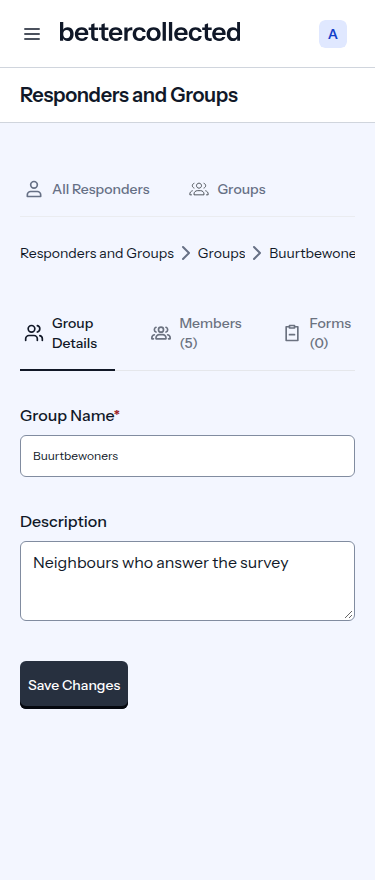 bettercollected
A
Responders and Groups
All Responders
Groups
Responders and Groups
Groups
Buurtbewone
Group Details
Members (5)
Forms (0)
Group Name*
Buurtbewoners
Description
Neighbours who answer the survey
Save Changes